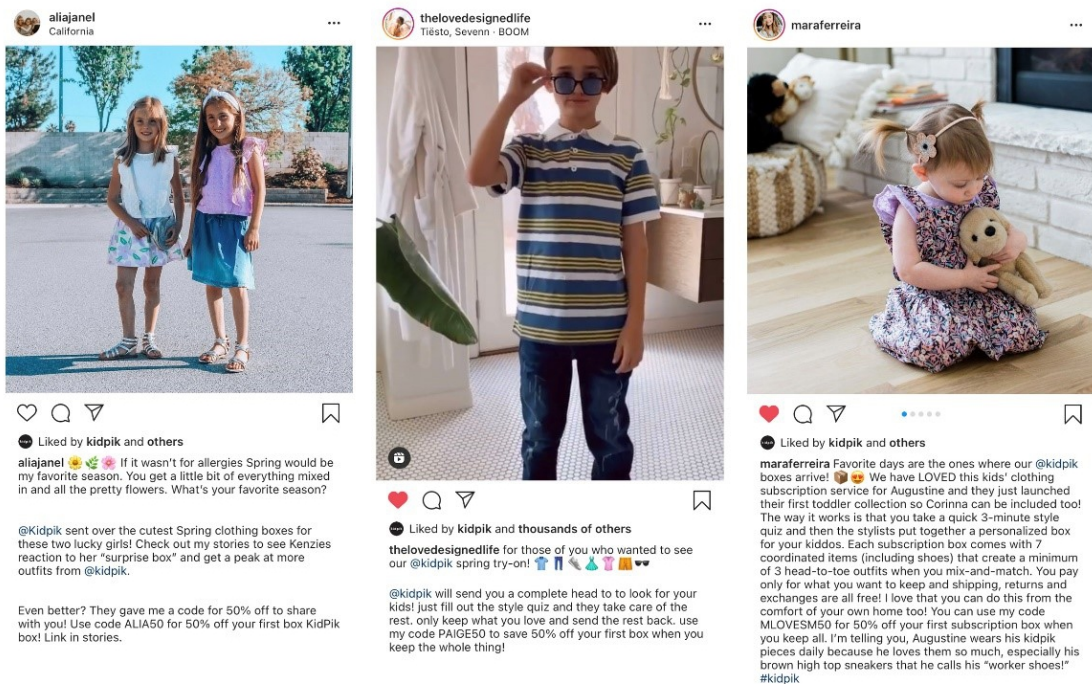 aliajanel
California
If it wasn't for allergies Spring would be
my favorite season. You get a little bit of everything mixed
in and all the pretty flowers. What's your favorite season?
@Kidpik sent over the cutest Spring clothing boxes for
these two lucky girls! Check out my stories to see Kenzies
reaction to her “surprise box” and get a peak at more
outfits from @kidpik.
Even better? They gave me a code for 50% off to share
with you! Use code ALIA50 for 50% off your first box KidPik
box! Link in stories.
Liked by kidpik and others
aliajanel
thelovedesignedlife
Tiësto, Sevenn · BOOM
Liked by kidpik and thousands of others
thelovedesignedlife for those of you who wanted to see
our @kidpik spring try-on!
@kidpik will send you a complete head to to look for your
kids! just fill out the style quiz and they take care of the
rest. only keep what you love and send the rest back. use
my code PAIGE50 to save 50% off your first box when you
keep the whole thing!
maraferreira
Liked by kidpik and others
maraferreira Favorite days are the ones where our @kidpik
boxes arrive! 📦😍 We have LOVED this kids' clothing
subscription service for Augustine and they just launched
their first toddler collection so Corinna can be included too!
The way it works is that you take a quick 3-minute style
quiz and then the stylists put together a personalized box
for your kiddos. Each subscription box comes with 7
coordinated items (including shoes) that create a minimum
of 3 head-to-toe outfits when you mix-and-match. You pay
only for what you want to keep and shipping, returns and
exchanges are all free! I love that you can do this from the
comfort of your own home too! You can use my code
MLOVESM50 for 50% off your first subscription box when
you keep all. I'm telling you, Augustine wears his kidpik
pieces daily because he loves them so much, especially his
brown high top sneakers that he calls his “worker shoes!”
#kidpik